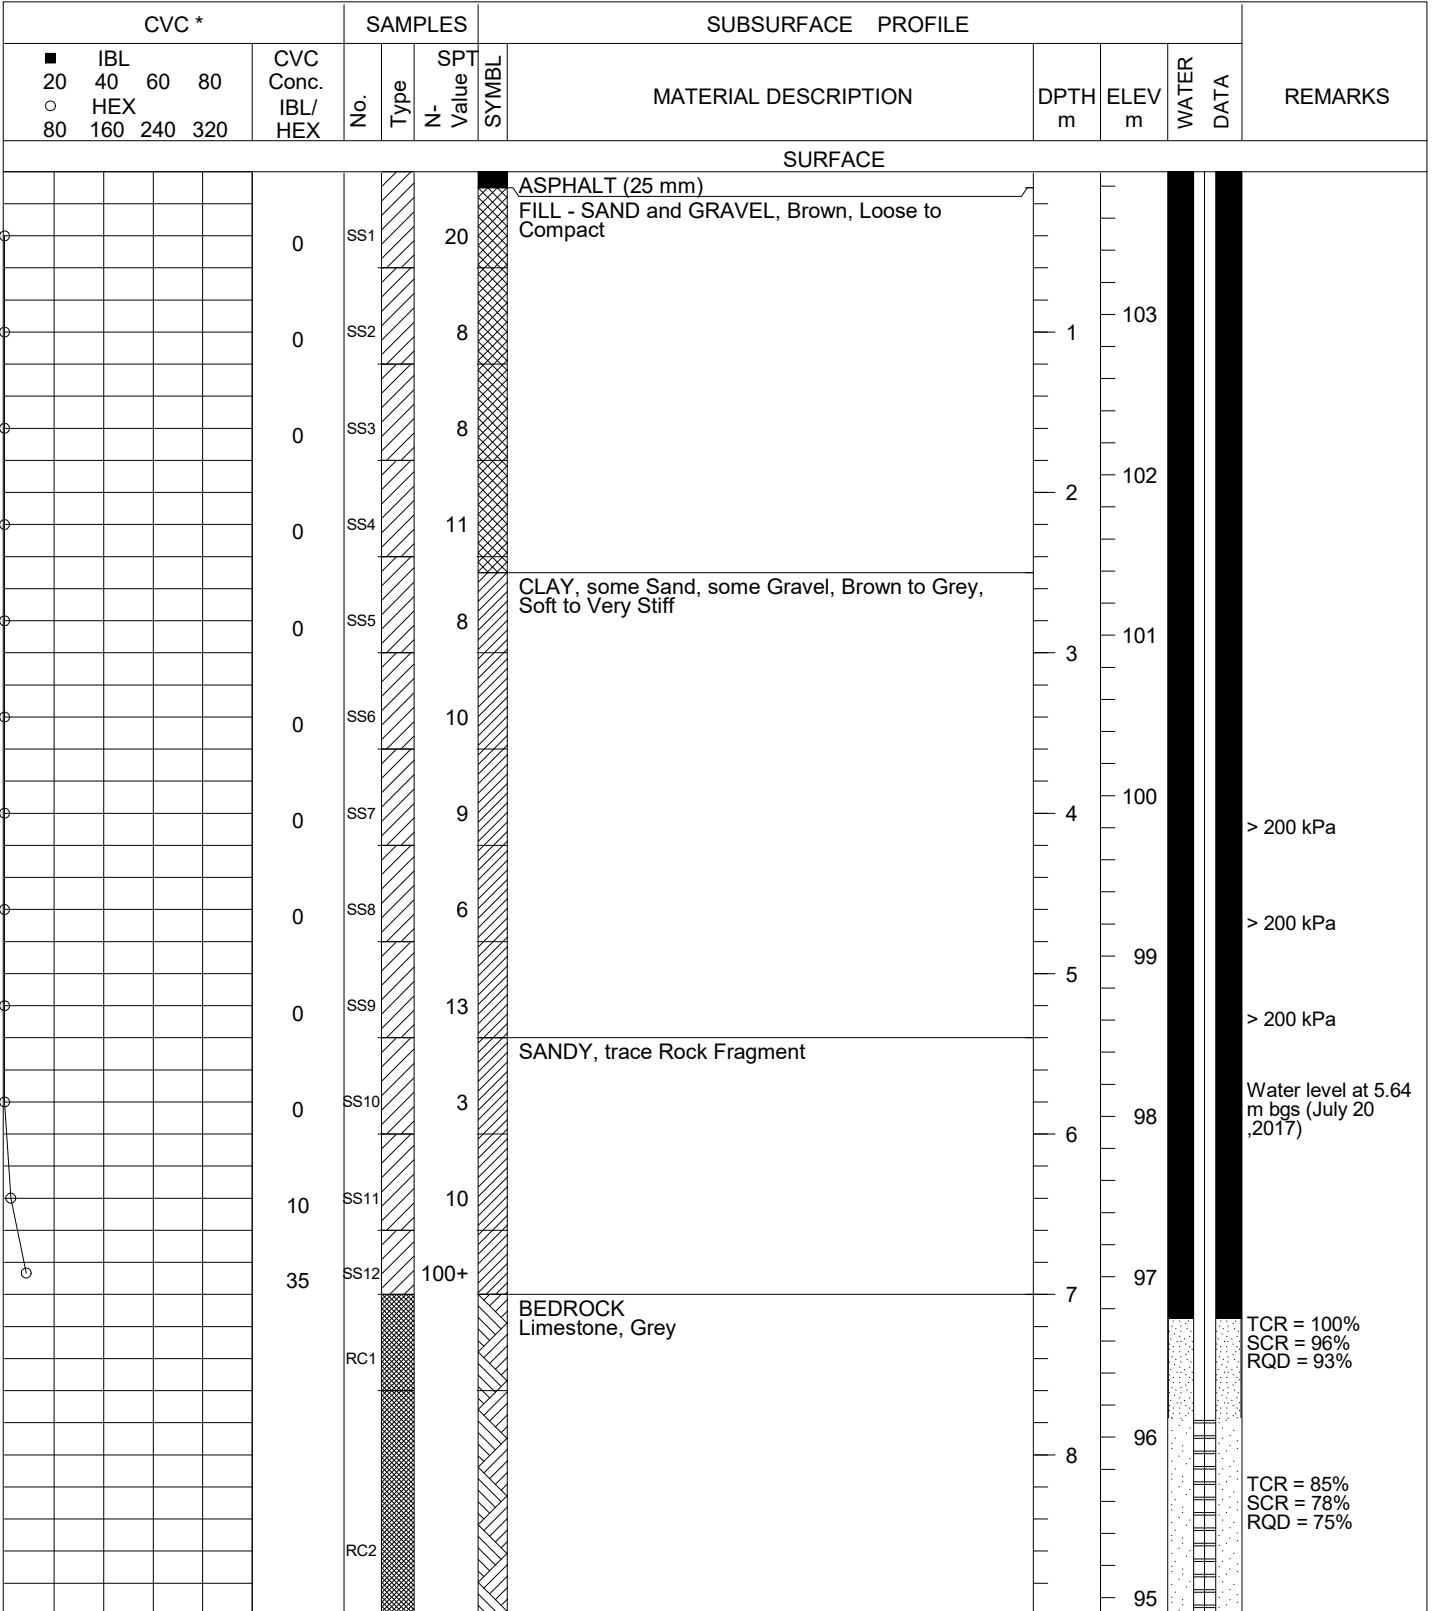 CVC * SAMPLES SUBSURFACE PROFILE
■ IBL
20 40 60 80
○ HEX
80 160 240 320
CVC
Conc.
IBL/
HEX
No.
Type
SPT
N-
Value
SYMBL
MATERIAL DESCRIPTION
DPTH
m
ELEV
m
WATER
DATA
REMARKS
SURFACE
ASPHALT (25 mm)
FILL - SAND and GRAVEL, Brown, Loose to
Compact
0 SS1 20
103
0 SS2 8 1
0 SS3 8
102
2
0 SS4 11
CLAY, some Sand, some Gravel, Brown to Grey,
Soft to Very Stiff
0 SS5 8
101
3
0 SS6 10
100
0 SS7 9 4
> 200 kPa
0 SS8 6
> 200 kPa
99
5
0 SS9 13
> 200 kPa
SANDY, trace Rock Fragment
0 SS10 3
Water level at 5.64
m bgs (July 20
,2017)
98
6
10 SS11 10
35 SS12 100+
97
7
BEDROCK
Limestone, Grey
TCR = 100%
SCR = 96%
RQD = 93%
RC1
96
8
TCR = 85%
SCR = 78%
RQD = 75%
RC2
95